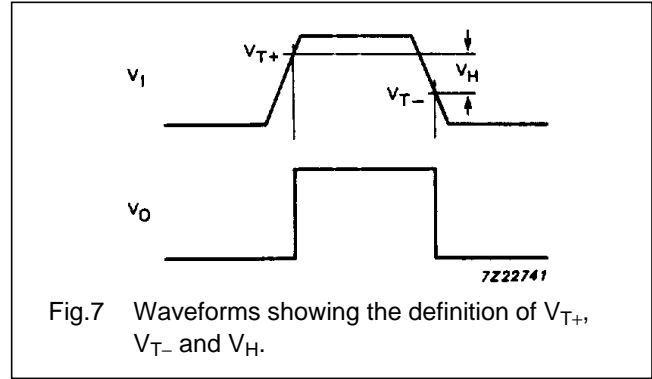 V_T+
V_H
V_I
V_T−
V_O
7Z22741
Fig.7 Waveforms showing the definition of V_T+,
V_T− and V_H.